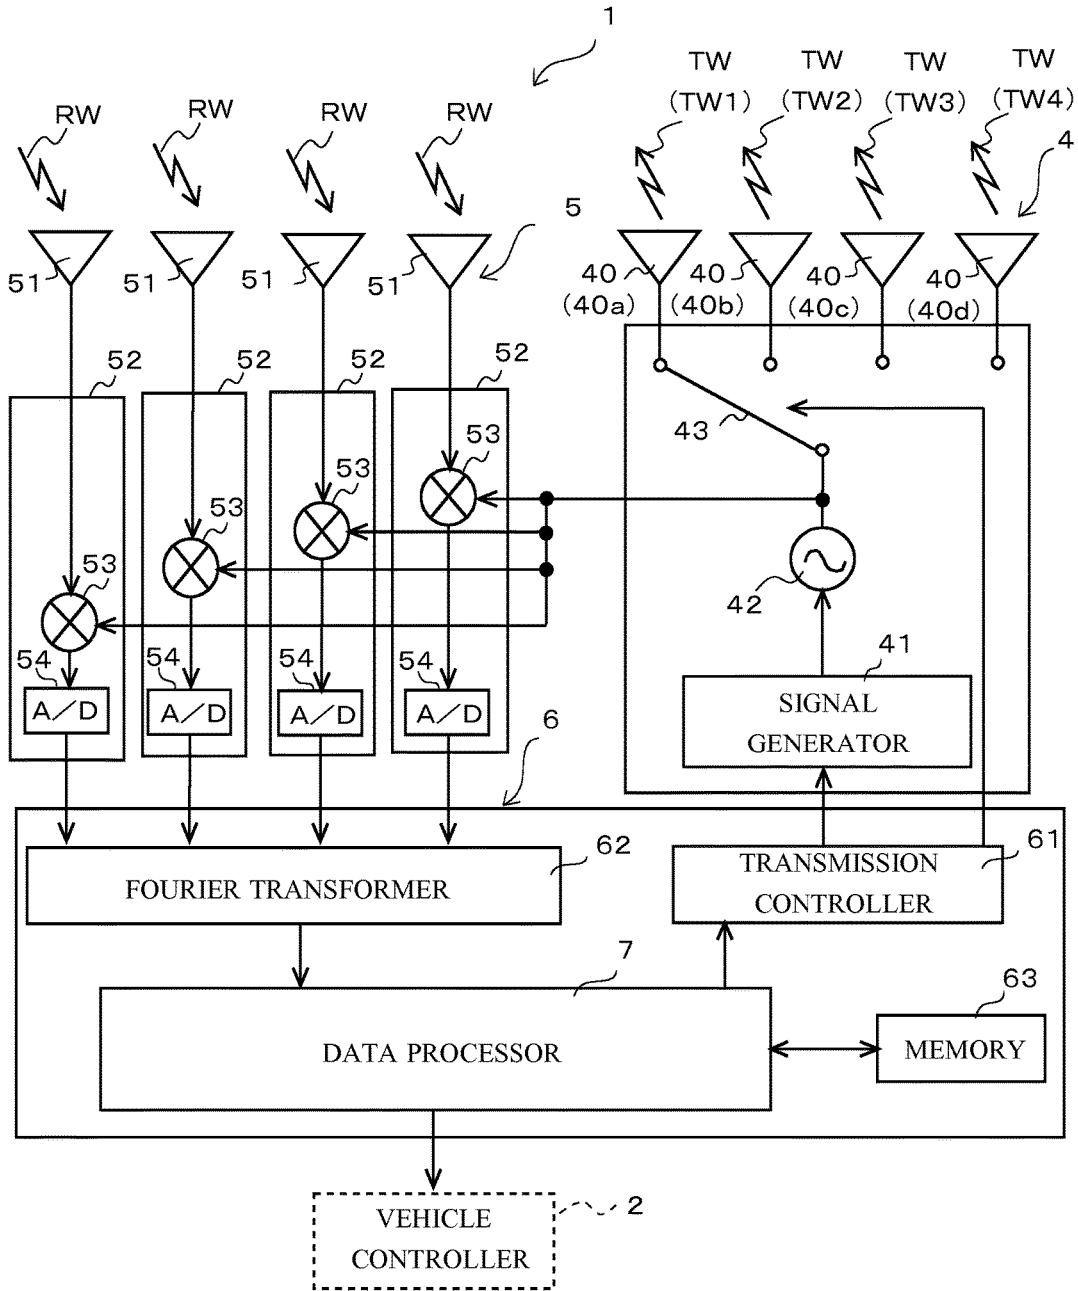 1
TW TW TW TW
(TW1) (TW2) (TW3) (TW4)
RW RW RW RW
4
5
51 51 51 51
40 40 40 40
(40a) (40b) (40c) (40d)
52 52 52 52
43
53 53 53 53
42
54 54 54 54
A/D A/D A/D A/D
41
SIGNAL
GENERATOR
6
62
FOURIER TRANSFORMER
61
TRANSMISSION
CONTROLLER
7
DATA PROCESSOR
63
MEMORY
2
VEHICLE
CONTROLLER